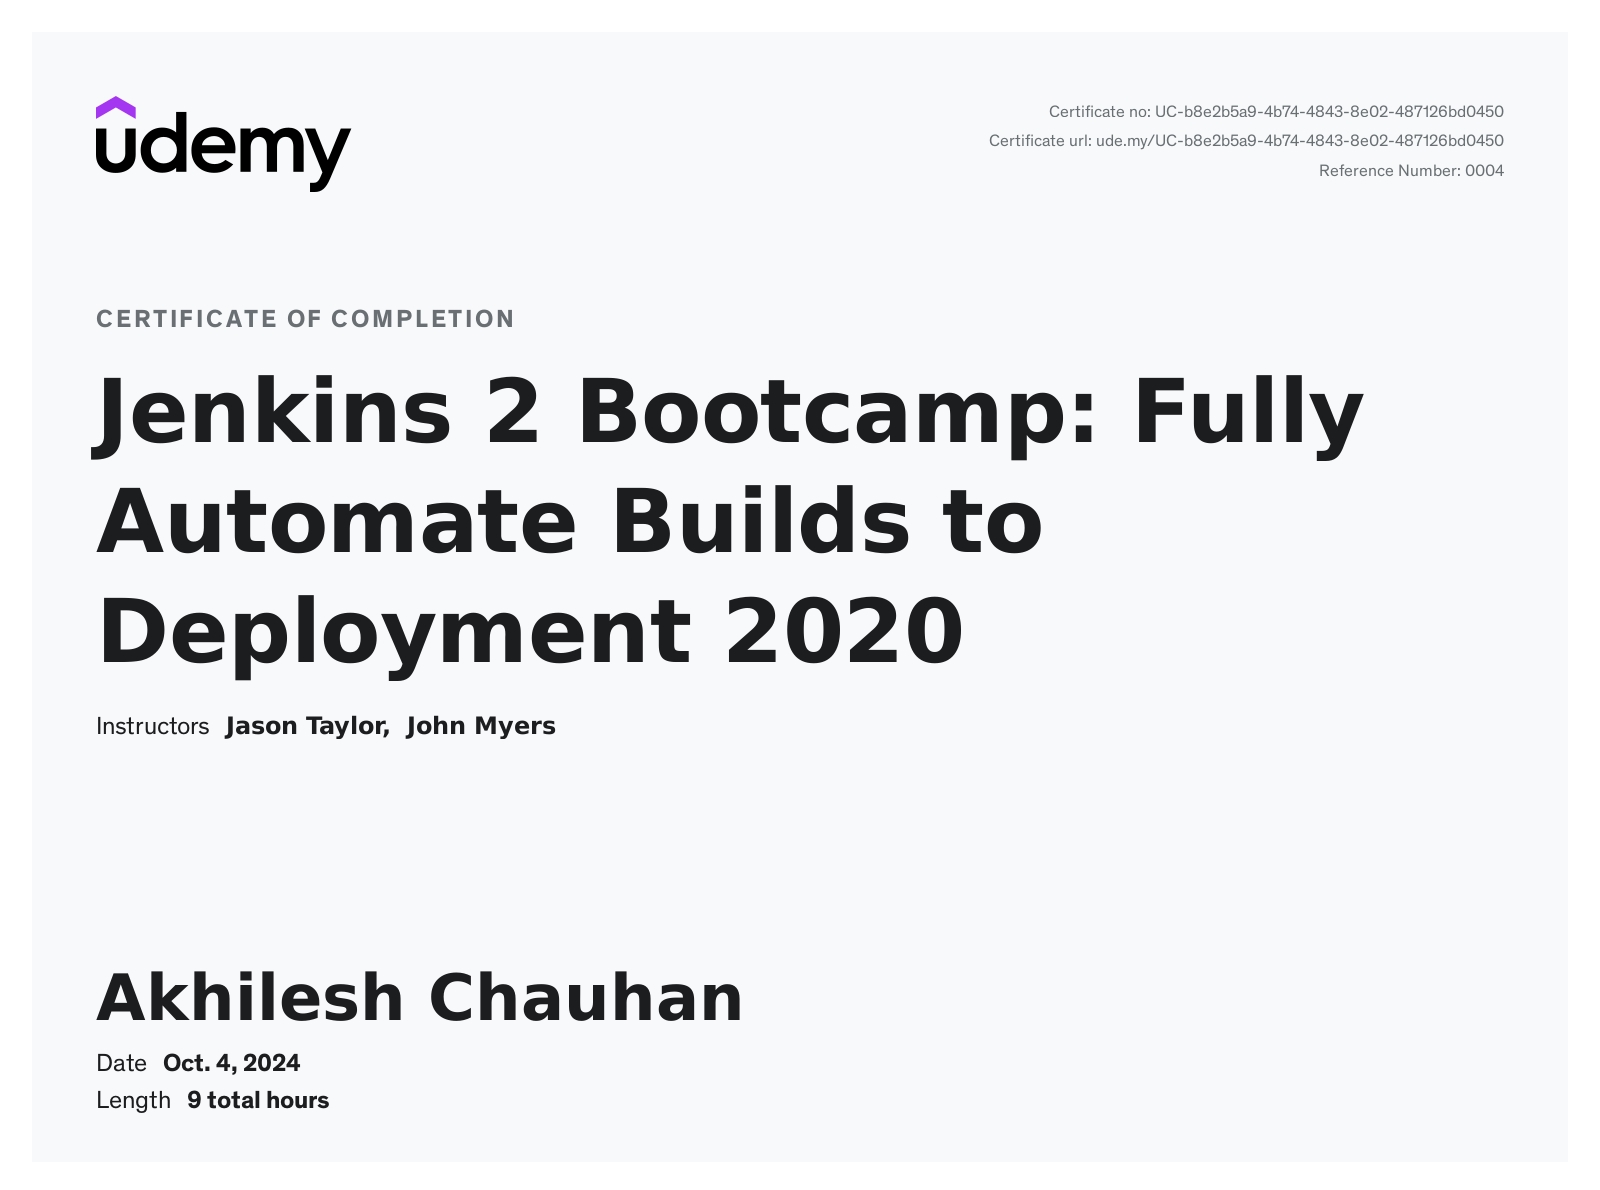 udemy
Certificate no: UC-b8e2b5a9-4b74-4843-8e02-487126bd0450
Certificate url: ude.my/UC-b8e2b5a9-4b74-4843-8e02-487126bd0450
Reference Number: 0004
CERTIFICATE OF COMPLETION
Jenkins 2 Bootcamp: Fully
Automate Builds to
Deployment 2020
Instructors Jason Taylor, John Myers
Akhilesh Chauhan
Date Oct. 4, 2024
Length 9 total hours